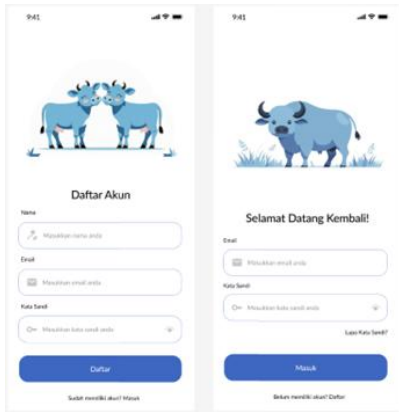 9:41
Daftar Akun
Nama
Masukkan nama anda
Email
Masukkan email anda
Kata Sandi
Masukkan kata sandi anda
Daftar
Sudah memiliki akun? Masuk
9:41
Selamat Datang Kembali!
Email
Masukkan email anda
Kata Sandi
Masukkan kata sandi anda
Lupa Kata Sandi?
Masuk
Belum memiliki akun? Daftar